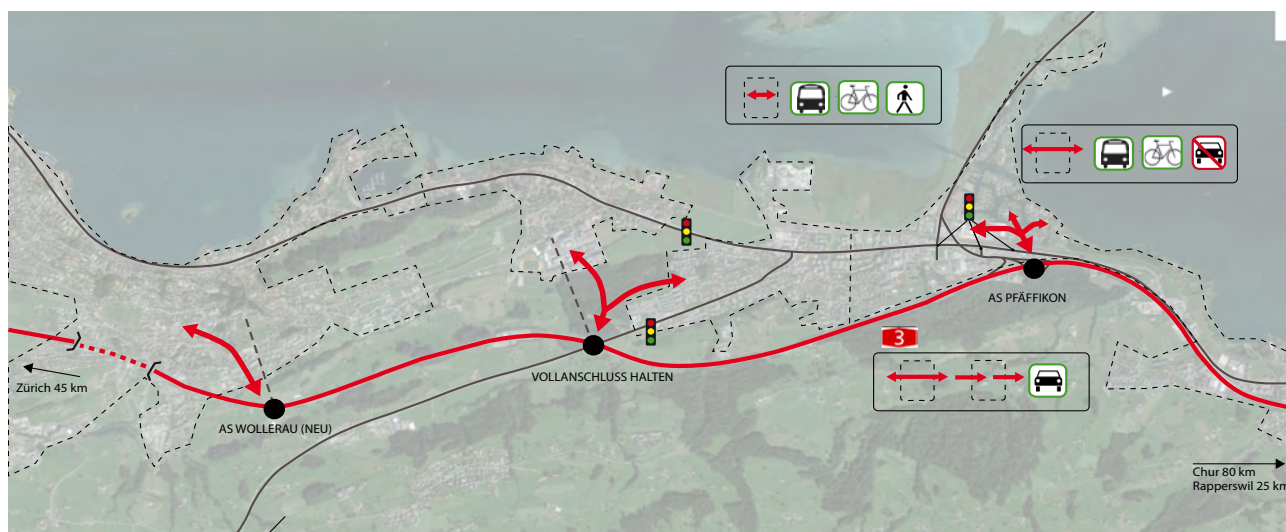 AS PFÄFFIKON
3
VOLLANSCHLUSS HALTEN
Zürich 45 km
AS WOLLERAU (NEU)
Chur 80 km
Rapperswil 25 km